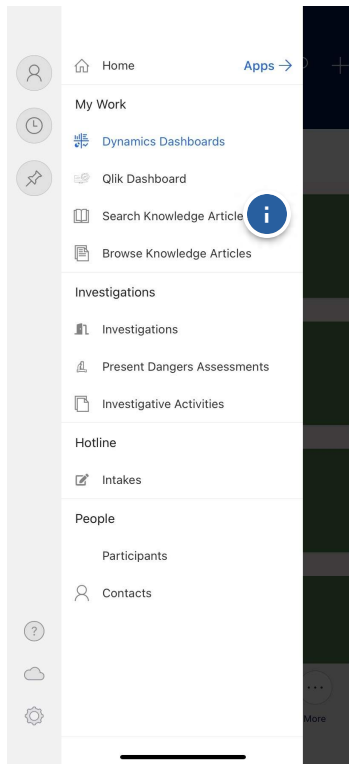 Home
Apps →
My Work
Dynamics Dashboards
Qlik Dashboard
Search Knowledge Article
i
Browse Knowledge Articles
Investigations
Investigations
Present Dangers Assessments
Investigative Activities
Hotline
Intakes
People
Participants
Contacts
?
More